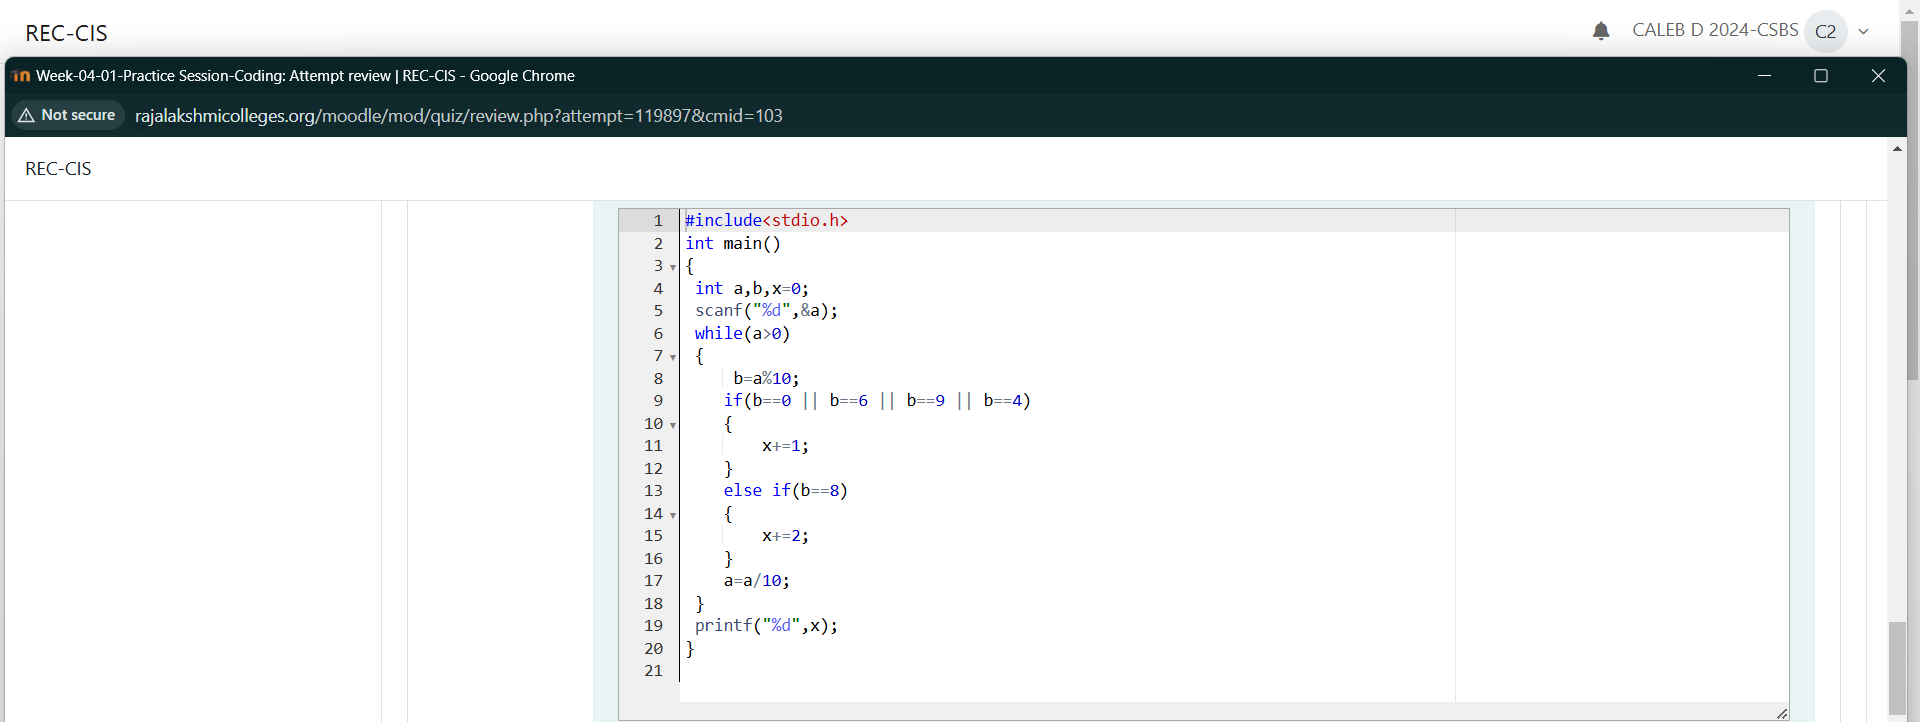 REC-CIS
CALEB D 2024-CSBS C2
Week-04-01-Practice Session-Coding: Attempt review | REC-CIS - Google Chrome
Not secure rajalakshmicolleges.org/moodle/mod/quiz/review.php?attempt=119897&cmid=103
REC-CIS
1 #include<stdio.h>
2 int main()
3 {
4 int a,b,x=0;
5 scanf("%d",&a);
6 while(a>0)
7 {
8 b=a%10;
9 if(b==0 || b==6 || b==9 || b==4)
10 {
11 x+=1;
12 }
13 else if(b==8)
14 {
15 x+=2;
16 }
17 a=a/10;
18 }
19 printf("%d",x);
20 }
21